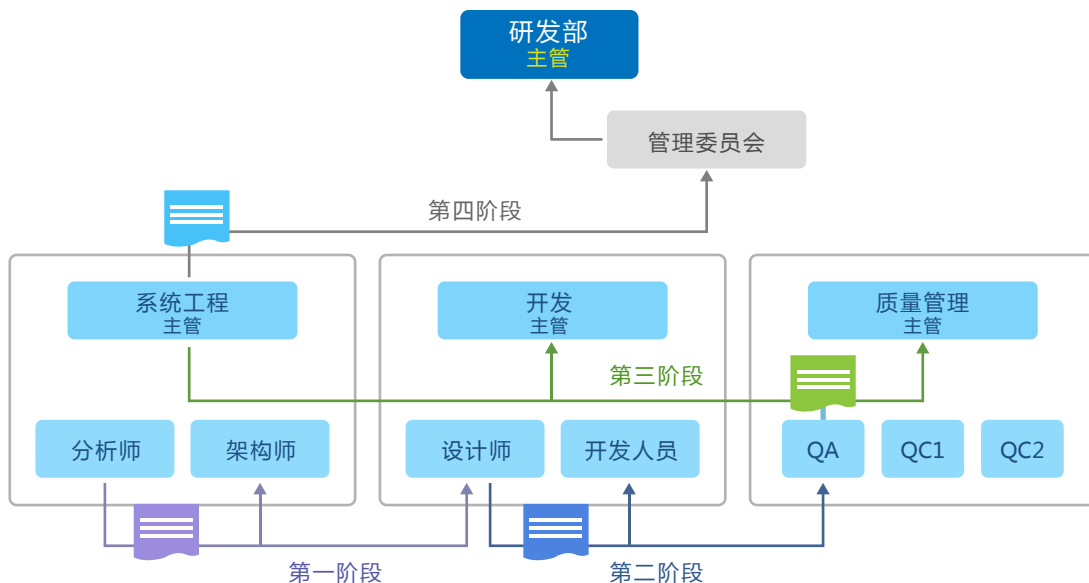 研发部
主管
管理委员会
第四阶段
系统工程
主管
开发
主管
质量管理
主管
第三阶段
分析师
架构师
设计师
开发人员
QA
QC1
QC2
第一阶段
第二阶段